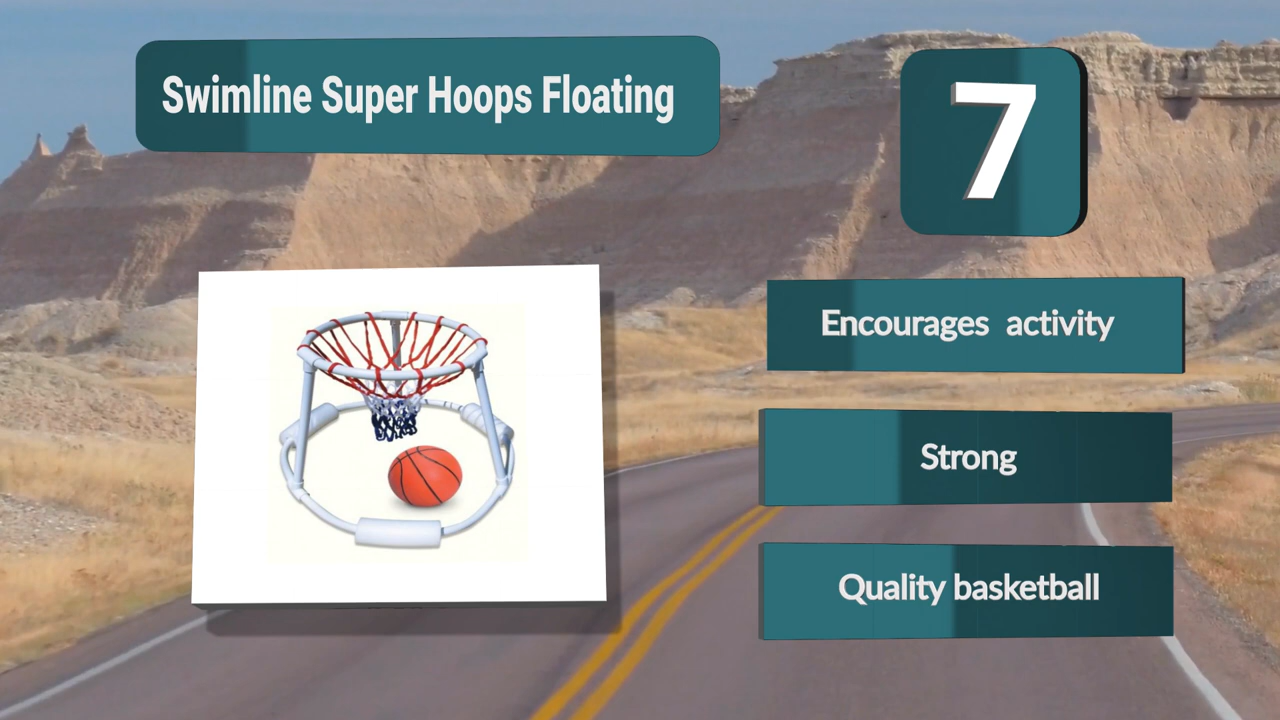 Swimline Super Hoops Floating
7
Encourages activity
Strong
Quality basketball